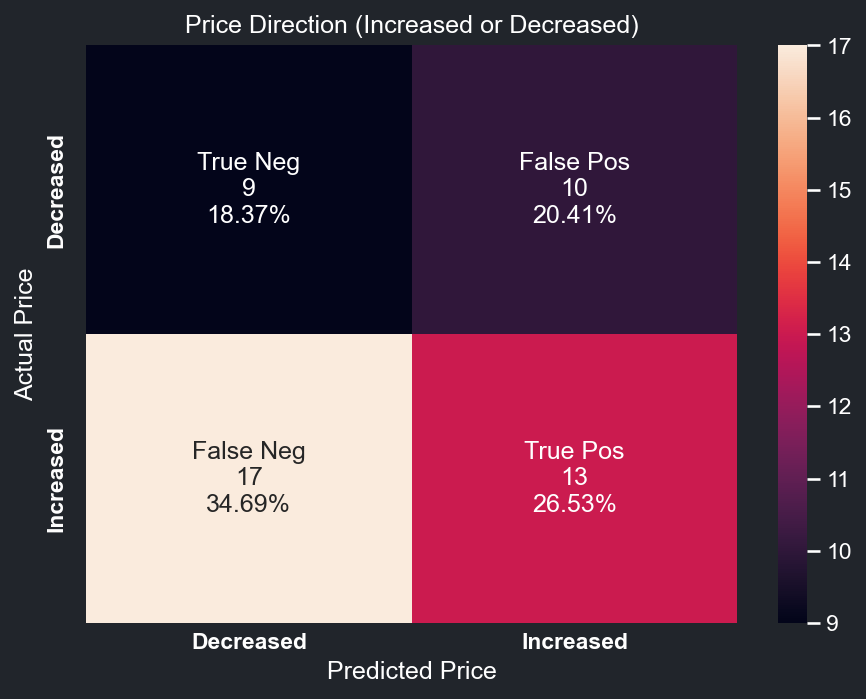 Price Direction (Increased or Decreased)
Actual Price
Decreased
True Neg
9
18.37%
False Pos
10
20.41%
Increased
False Neg
17
34.69%
True Pos
13
26.53%
Decreased
Increased
Predicted Price
17
16
15
14
13
12
11
10
9